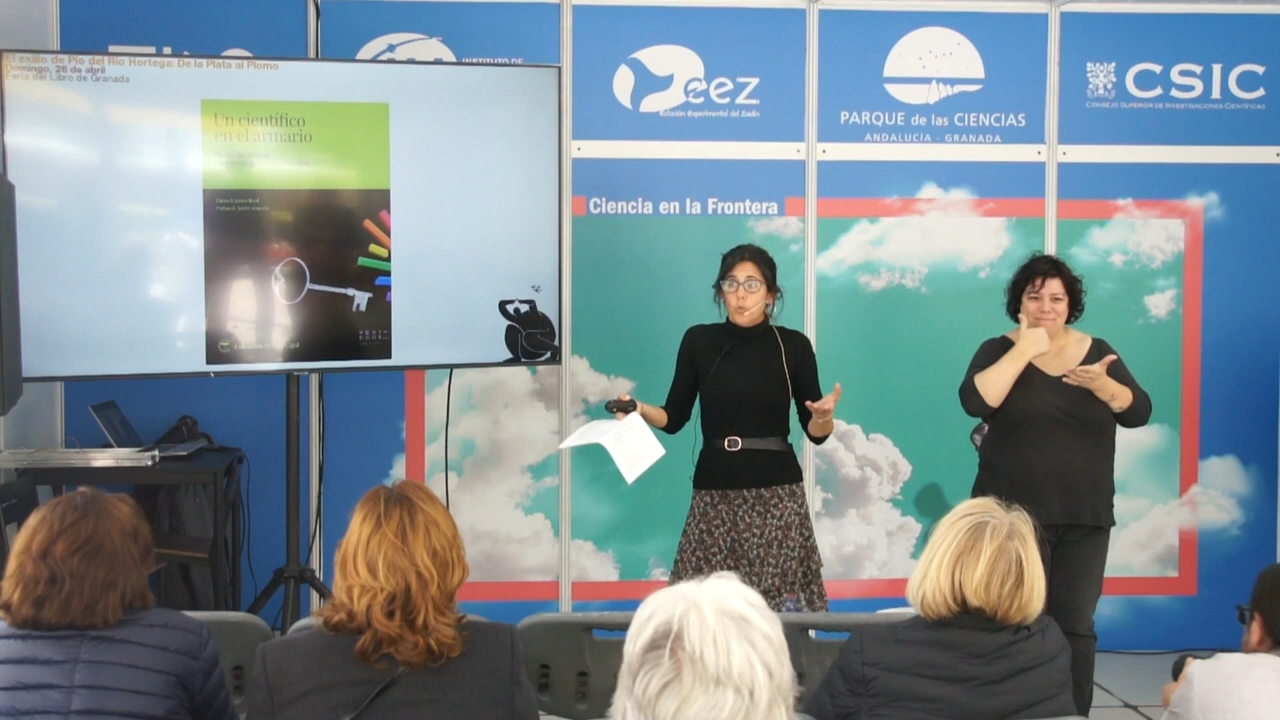 El exilio de Pío del Río Hortega: De la Plata al Plomo
Domingo, 28 de abril
Feria del Libro de Granada
Un científico
en el armario
INSTITUTO DE
eez
Estación Experimental del Zaidín
PARQUE de las CIENCIAS
ANDALUCÍA - GRANADA
CSIC
CONSEJO SUPERIOR DE INVESTIGACIONES CIENTÍFICAS
Ciencia en la Frontera